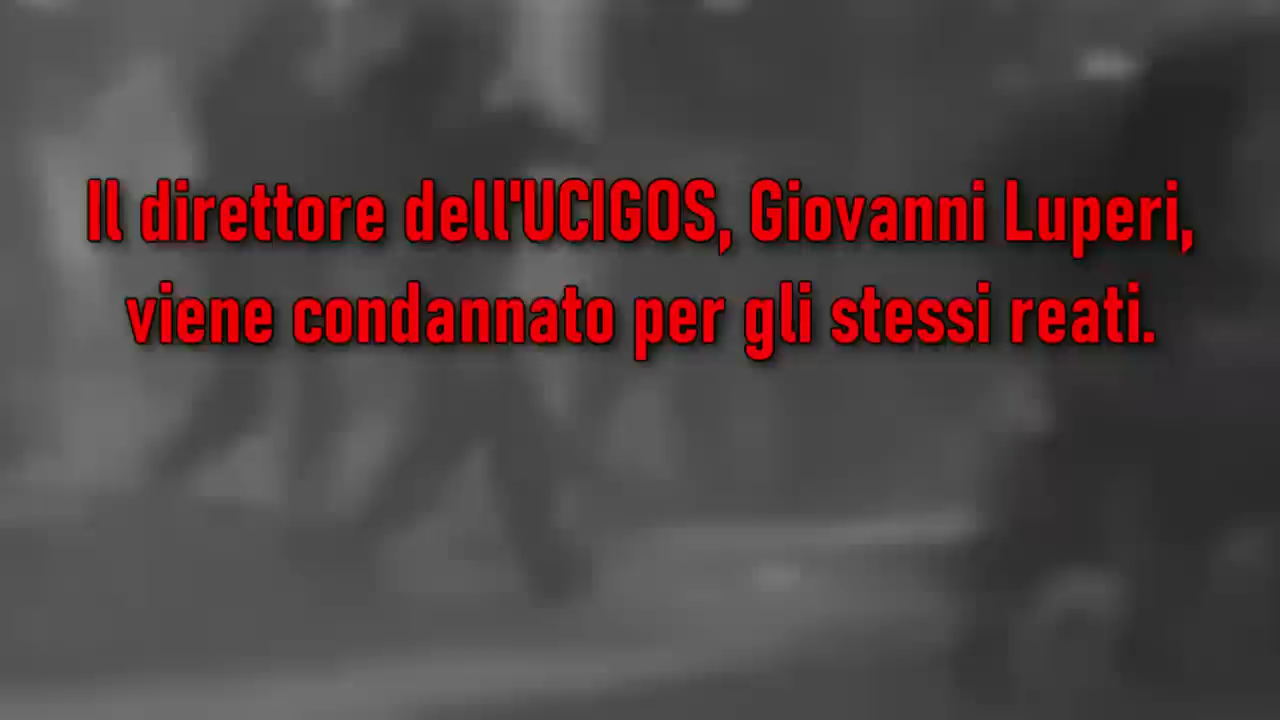 Il direttore dell'UCIGOS, Giovanni Luperi,
viene condannato per gli stessi reati.